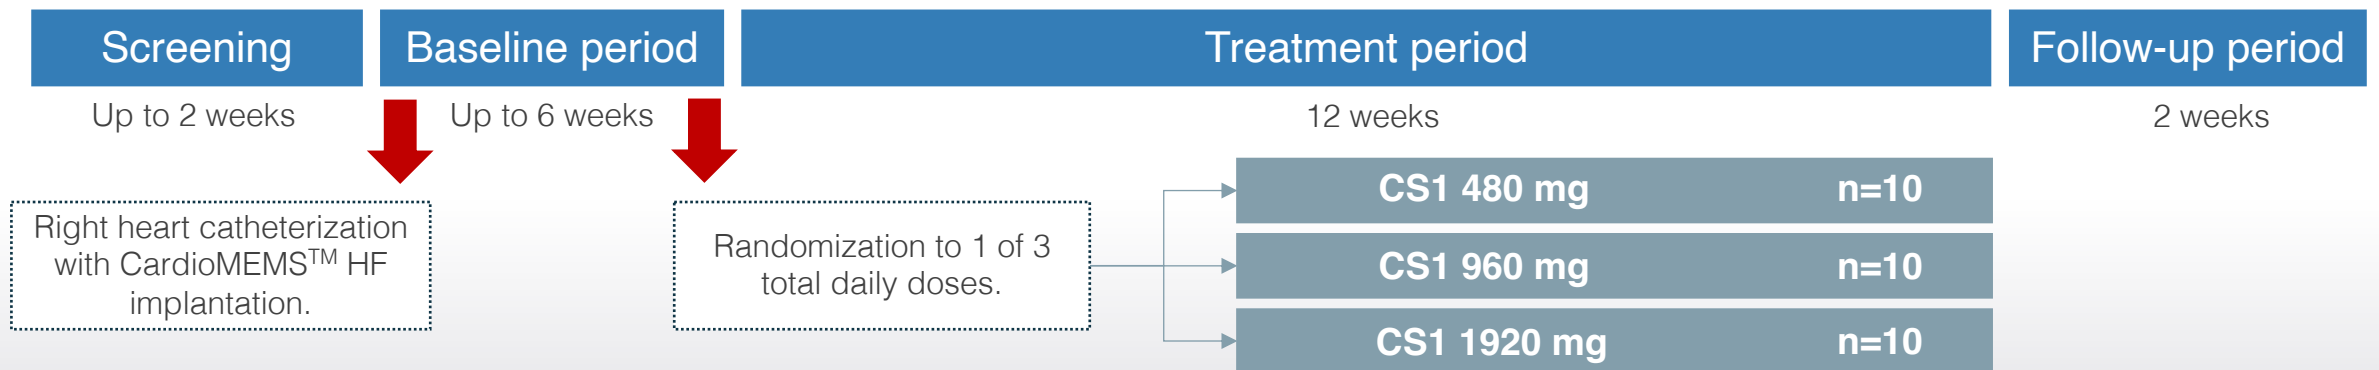 Screening
Baseline period
Treatment period
Follow-up period
Up to 2 weeks
Up to 6 weeks
12 weeks
2 weeks
Right heart catheterization
with CardioMEMS™ HF
implantation.
Randomization to 1 of 3
total daily doses.
CS1 480 mg n=10
CS1 960 mg n=10
CS1 1920 mg n=10